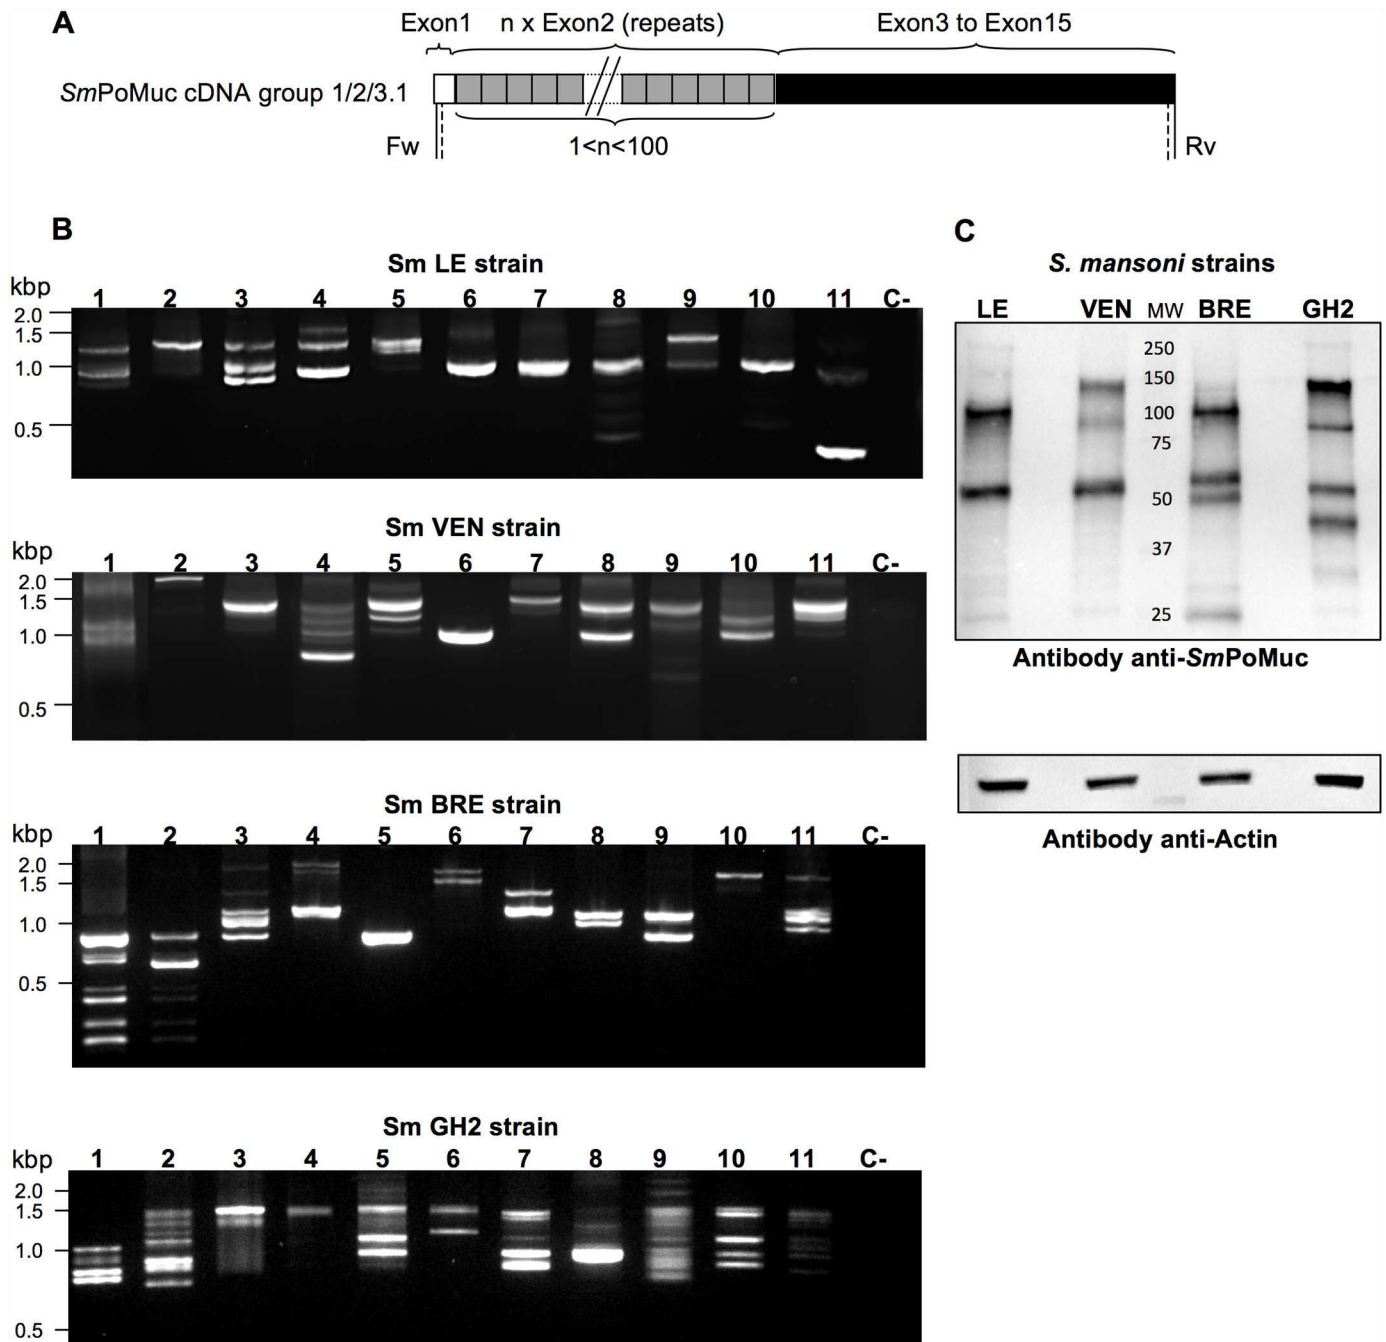 A
Exon1 n x Exon2 (repeats) Exon3 to Exon15
SmPoMuc cDNA group 1/2/3.1
Fw 1<n<100 Rv
B
Sm LE strain
kbp 1 2 3 4 5 6 7 8 9 10 11 C-
2.0
1.5
1.0
0.5
Sm VEN strain
kbp 1 2 3 4 5 6 7 8 9 10 11 C-
2.0
1.5
1.0
0.5
Sm BRE strain
kbp 1 2 3 4 5 6 7 8 9 10 11 C-
2.0
1.5
1.0
0.5
Sm GH2 strain
kbp 1 2 3 4 5 6 7 8 9 10 11 C-
2.0
1.5
1.0
0.5
C
S. mansoni strains
LE VEN MW BRE GH2
250
150
100
75
50
37
25
Antibody anti-SmPoMuc
Antibody anti-Actin